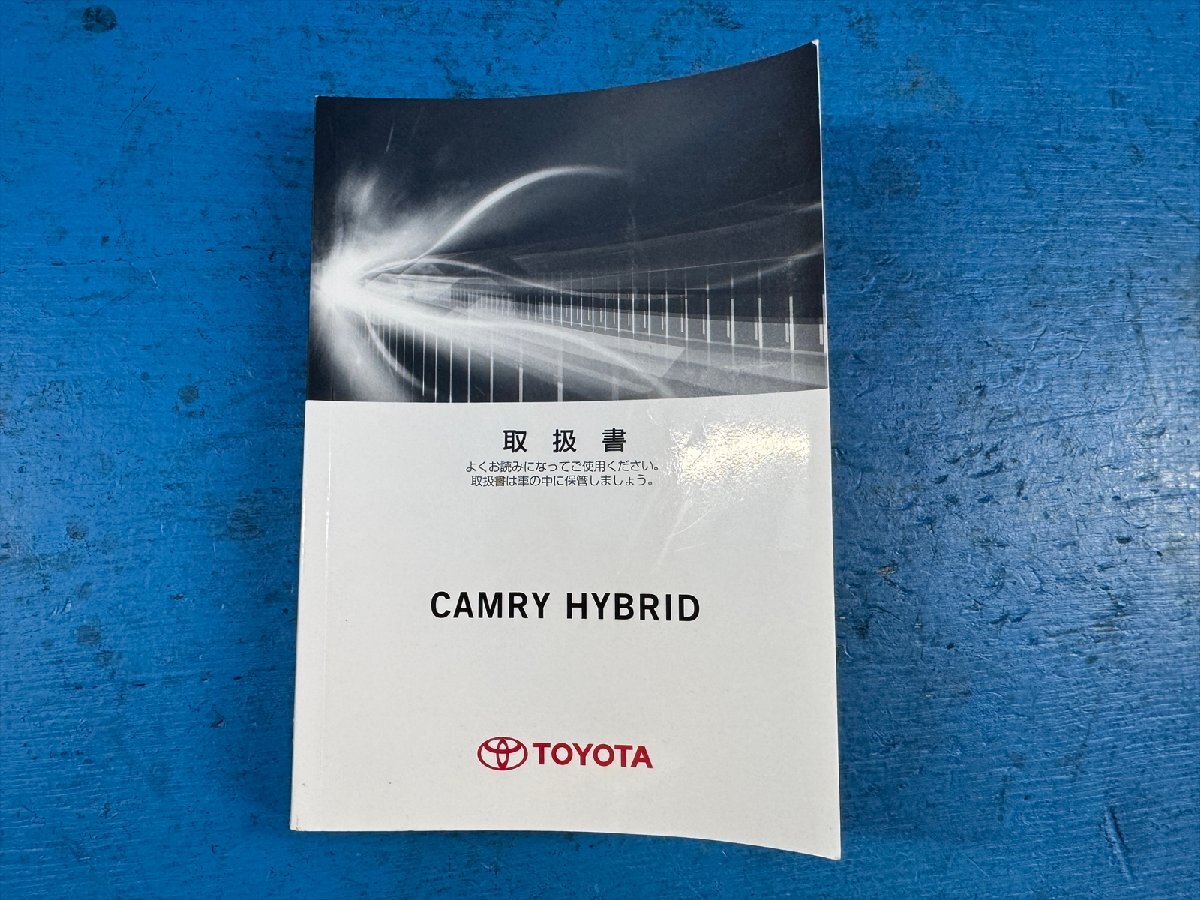 取扱書
よくお読みになってご使用ください。
取扱書は車の中に保管しましょう。
CAMRY HYBRID
TOYOTA